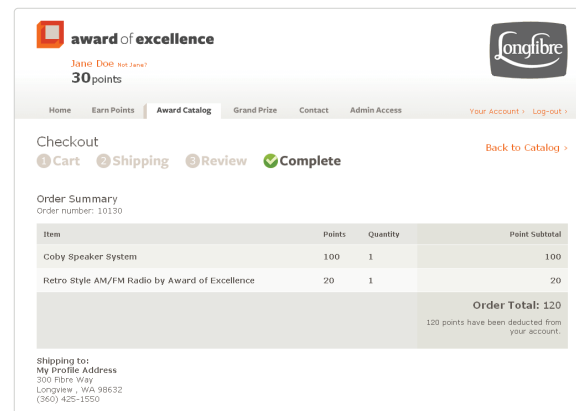 award of excellence
Longfibre
Jane Doe Not Jane?
30 points
Home Earn Points Award Catalog Grand Prize Contact Admin Access Your Account › Log-out ›
Checkout
Back to Catalog ›
1 Cart 2 Shipping 3 Review Complete
Order Summary
Order number: 10130
Item Points Quantity Point Subtotal
Coby Speaker System 100 1 100
Retro Style AM/FM Radio by Award of Excellence 20 1 20
Order Total: 120
120 points have been deducted from
your account.
Shipping to:
My Profile Address
300 Fibre Way
Longview , WA 98632
(360) 425-1550